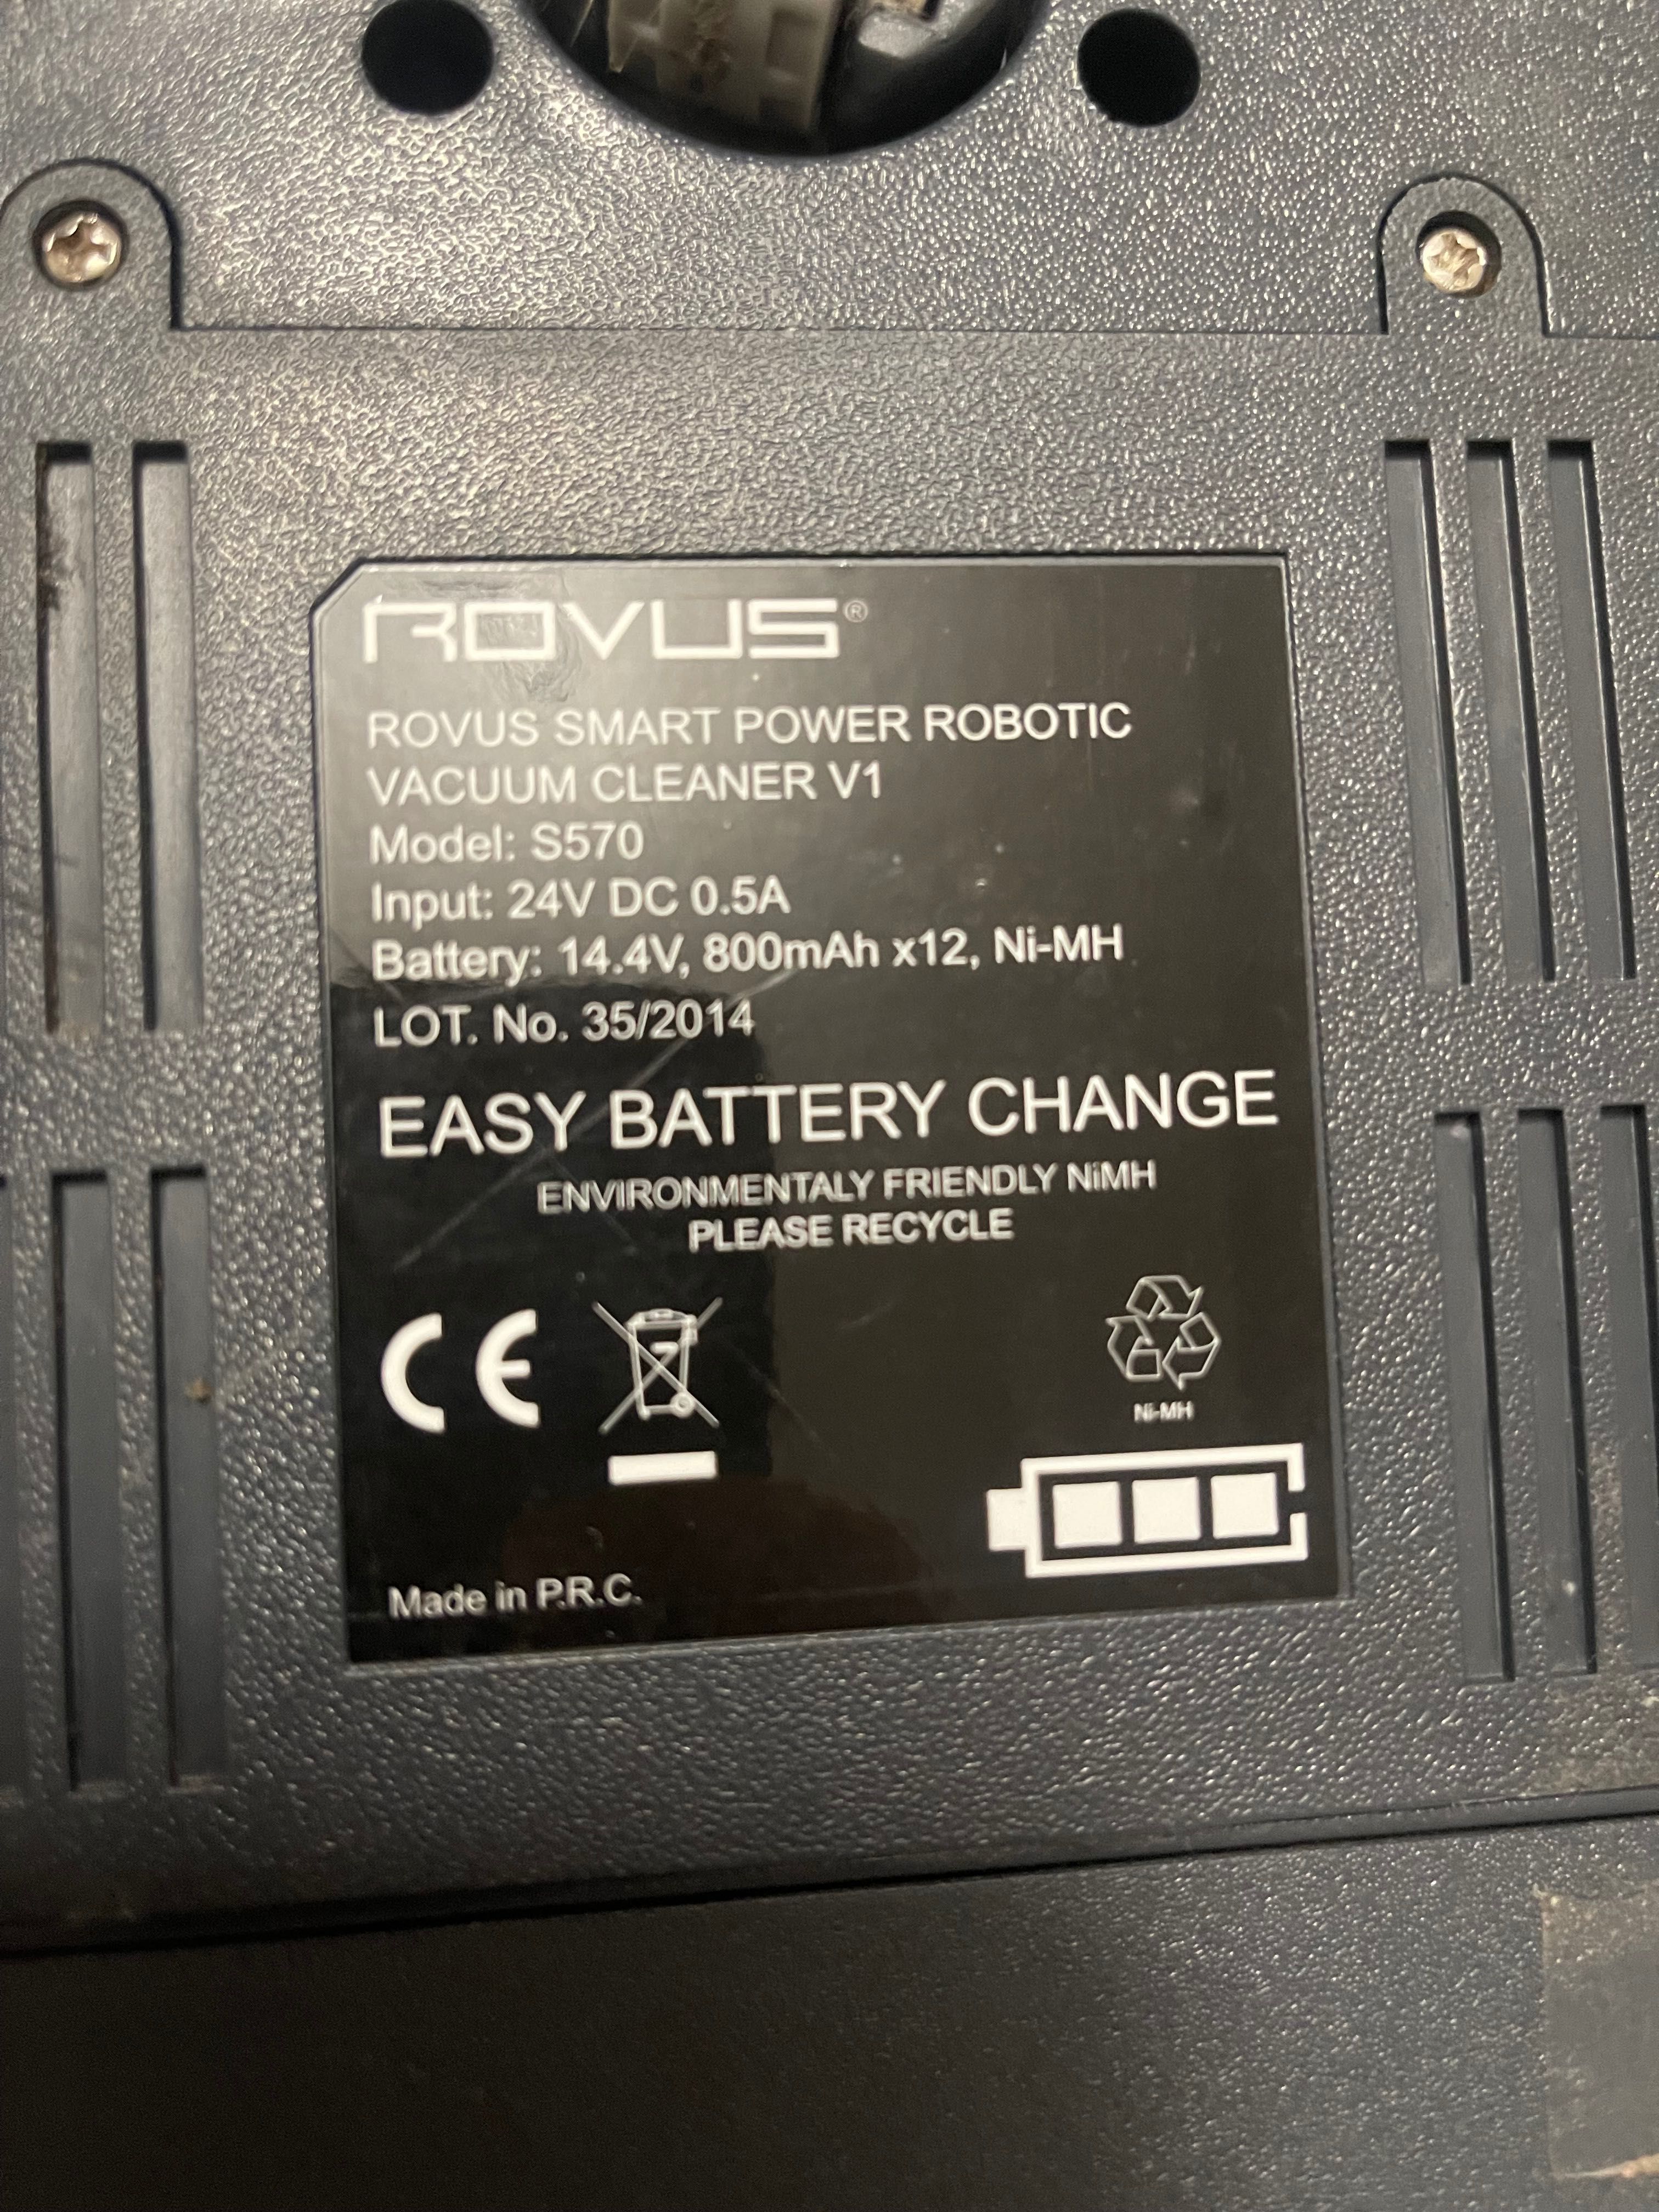 ROVUS®
ROVUS SMART POWER ROBOTIC
VACUUM CLEANER V1
Model: S570
Input: 24V DC 0.5A
Battery: 14.4V, 800mAh x12, Ni-MH
LOT. No. 35/2014
EASY BATTERY CHANGE
ENVIRONMENTALY FRIENDLY NiMH
PLEASE RECYCLE
CE
Ni-MH
Made in P.R.C.